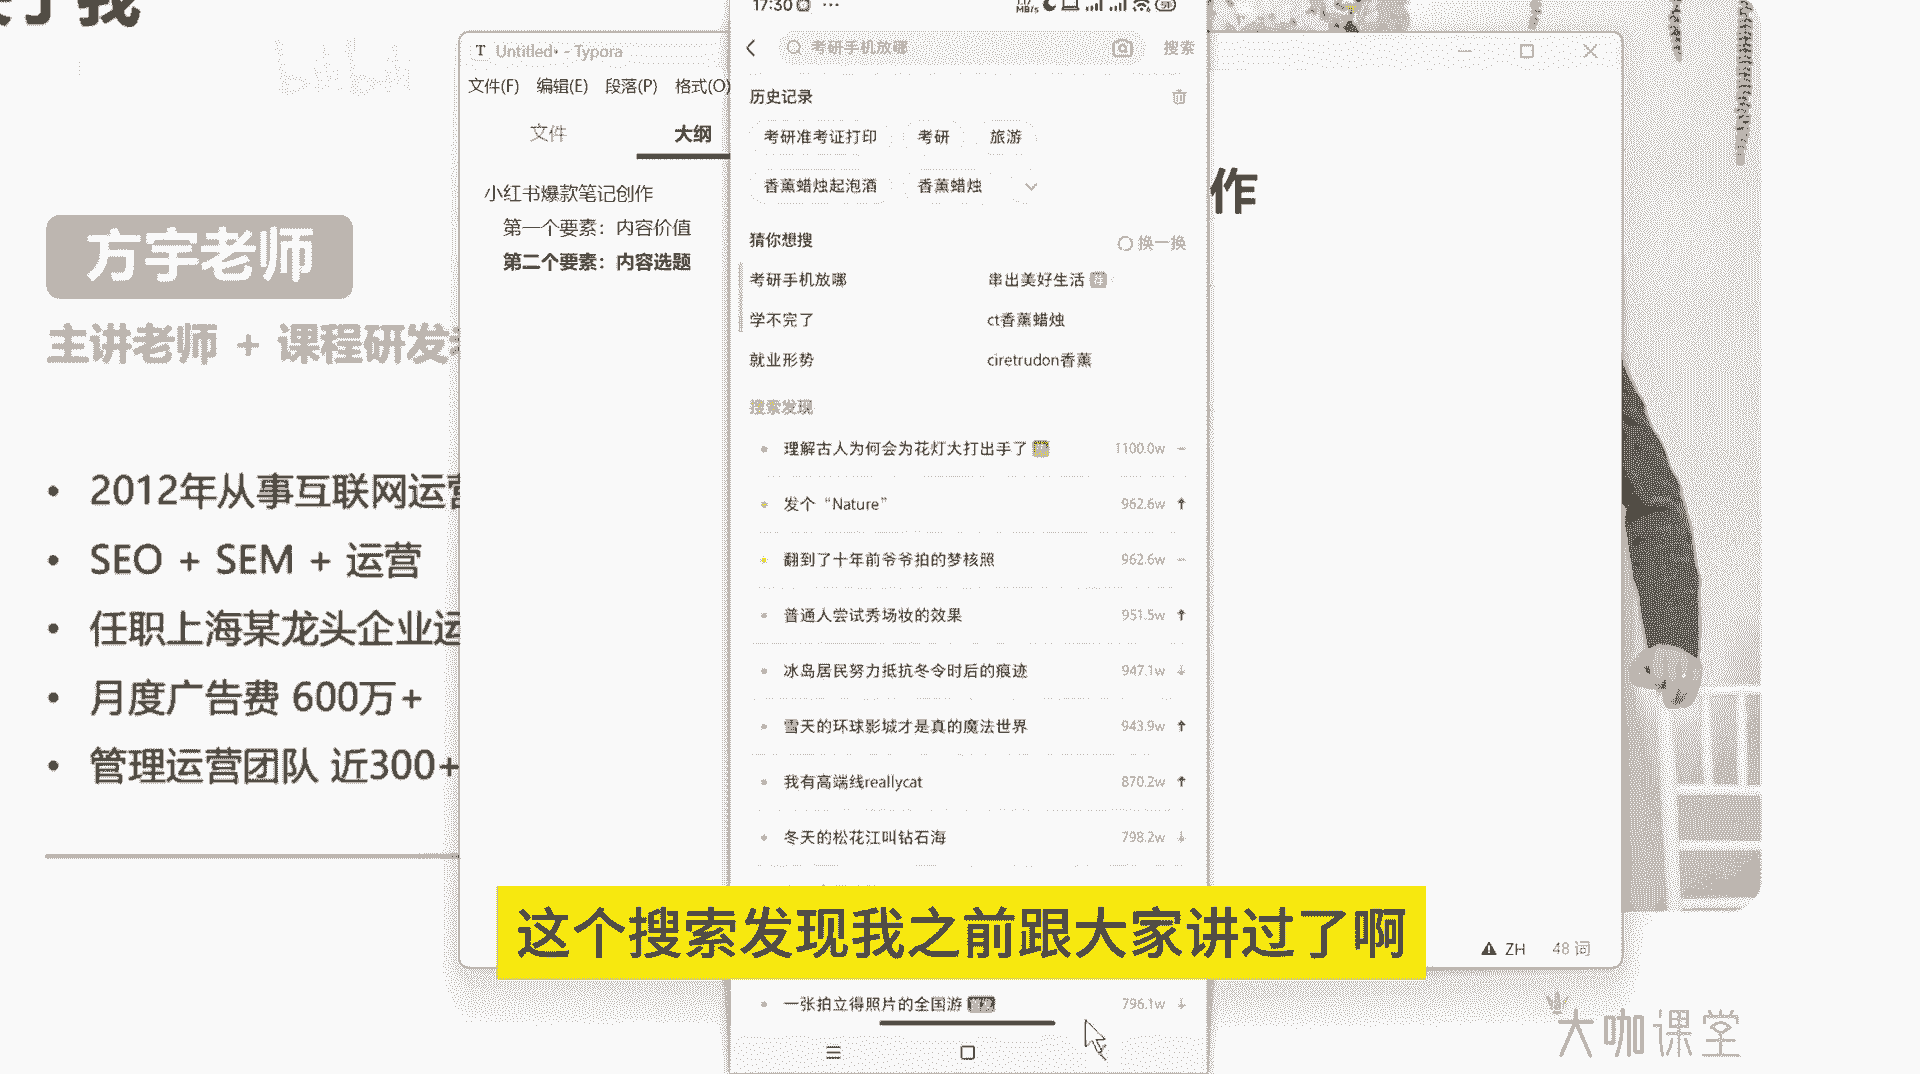 bilibili
方宇老师
主讲老师 + 课程研发
2012年从事互联网运营
SEO + SEM + 运营
任职上海某龙头企业运
月度广告费 600万+
管理运营团队 近300+
Untitled• - Typora
文件(F) 编辑(E) 段落(P) 格式(O)
文件 大纲
小红书爆款笔记创作
第一个要素：内容价值
第二个要素：内容选题
作
17:30
考研手机放哪 搜索
历史记录
考研准考证打印 考研 旅游
香薰蜡烛起泡酒 香薰蜡烛
猜你想搜 换一换
考研手机放哪 串出美好生活 荐
学不完了 ct香薰蜡烛
就业形势 ciretrudon香薰
搜索发现
理解古人为何会为花灯大打出手了 1100.0w
发个“Nature” 962.6w
翻到了十年前爷爷拍的梦核照 962.6w
普通人尝试秀场妆的效果 951.5w
冰岛居民努力抵抗冬令时后的痕迹 947.1w
雪天的环球影城才是真的魔法世界 943.9w
我有高端线reallycat 870.2w
冬天的松花江叫钻石海 798.2w
这个搜索发现我之前跟大家讲过了啊
一张拍立得照片的全国游 796.1w
ZH 48 词
大咖课堂